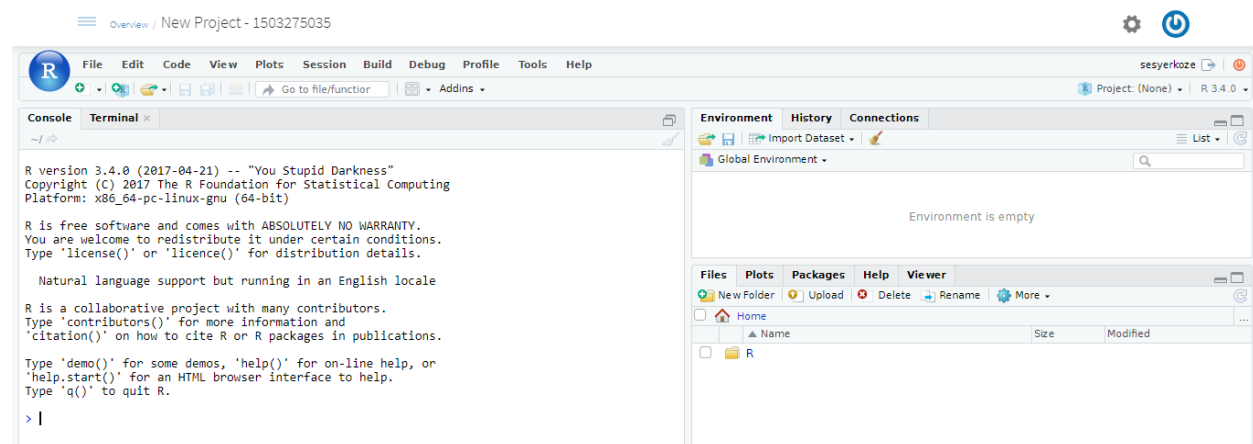 Overview / New Project - 1503275035
R
File Edit Code View Plots Session Build Debug Profile Tools Help
sesyerkoze
Go to file/functior
Addins
Project: (None)
R 3.4.0
Console Terminal
~/
R version 3.4.0 (2017-04-21) -- "You Stupid Darkness"
Copyright (C) 2017 The R Foundation for Statistical Computing
Platform: x86_64-pc-linux-gnu (64-bit)
R is free software and comes with ABSOLUTELY NO WARRANTY.
You are welcome to redistribute it under certain conditions.
Type 'license()' or 'licence()' for distribution details.
Natural language support but running in an English locale
R is a collaborative project with many contributors.
Type 'contributors()' for more information and
'citation()' on how to cite R or R packages in publications.
Type 'demo()' for some demos, 'help()' for on-line help, or
'help.start()' for an HTML browser interface to help.
Type 'q()' to quit R.
>
Environment History Connections
Import Dataset
List
Global Environment
Environment is empty
Files Plots Packages Help Viewer
New Folder Upload Delete Rename More
Home
...
Name Size Modified
R